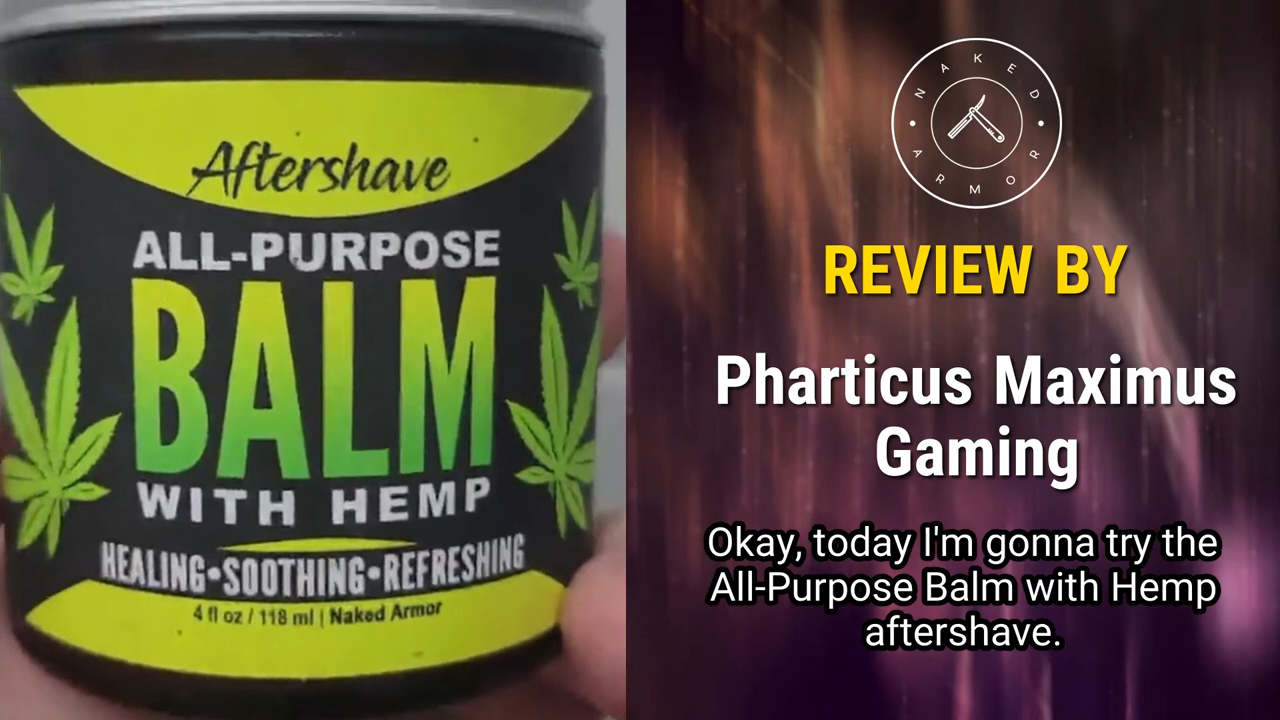 Aftershave
ALL-PURPOSE
BALM
WITH HEMP
HEALING•SOOTHING•REFRESHING
4 fl oz / 118 ml | Naked Armor
NAKED
ARMOR
REVIEW BY
Pharticus Maximus
Gaming
Okay, today I'm gonna try the
All-Purpose Balm with Hemp
aftershave.